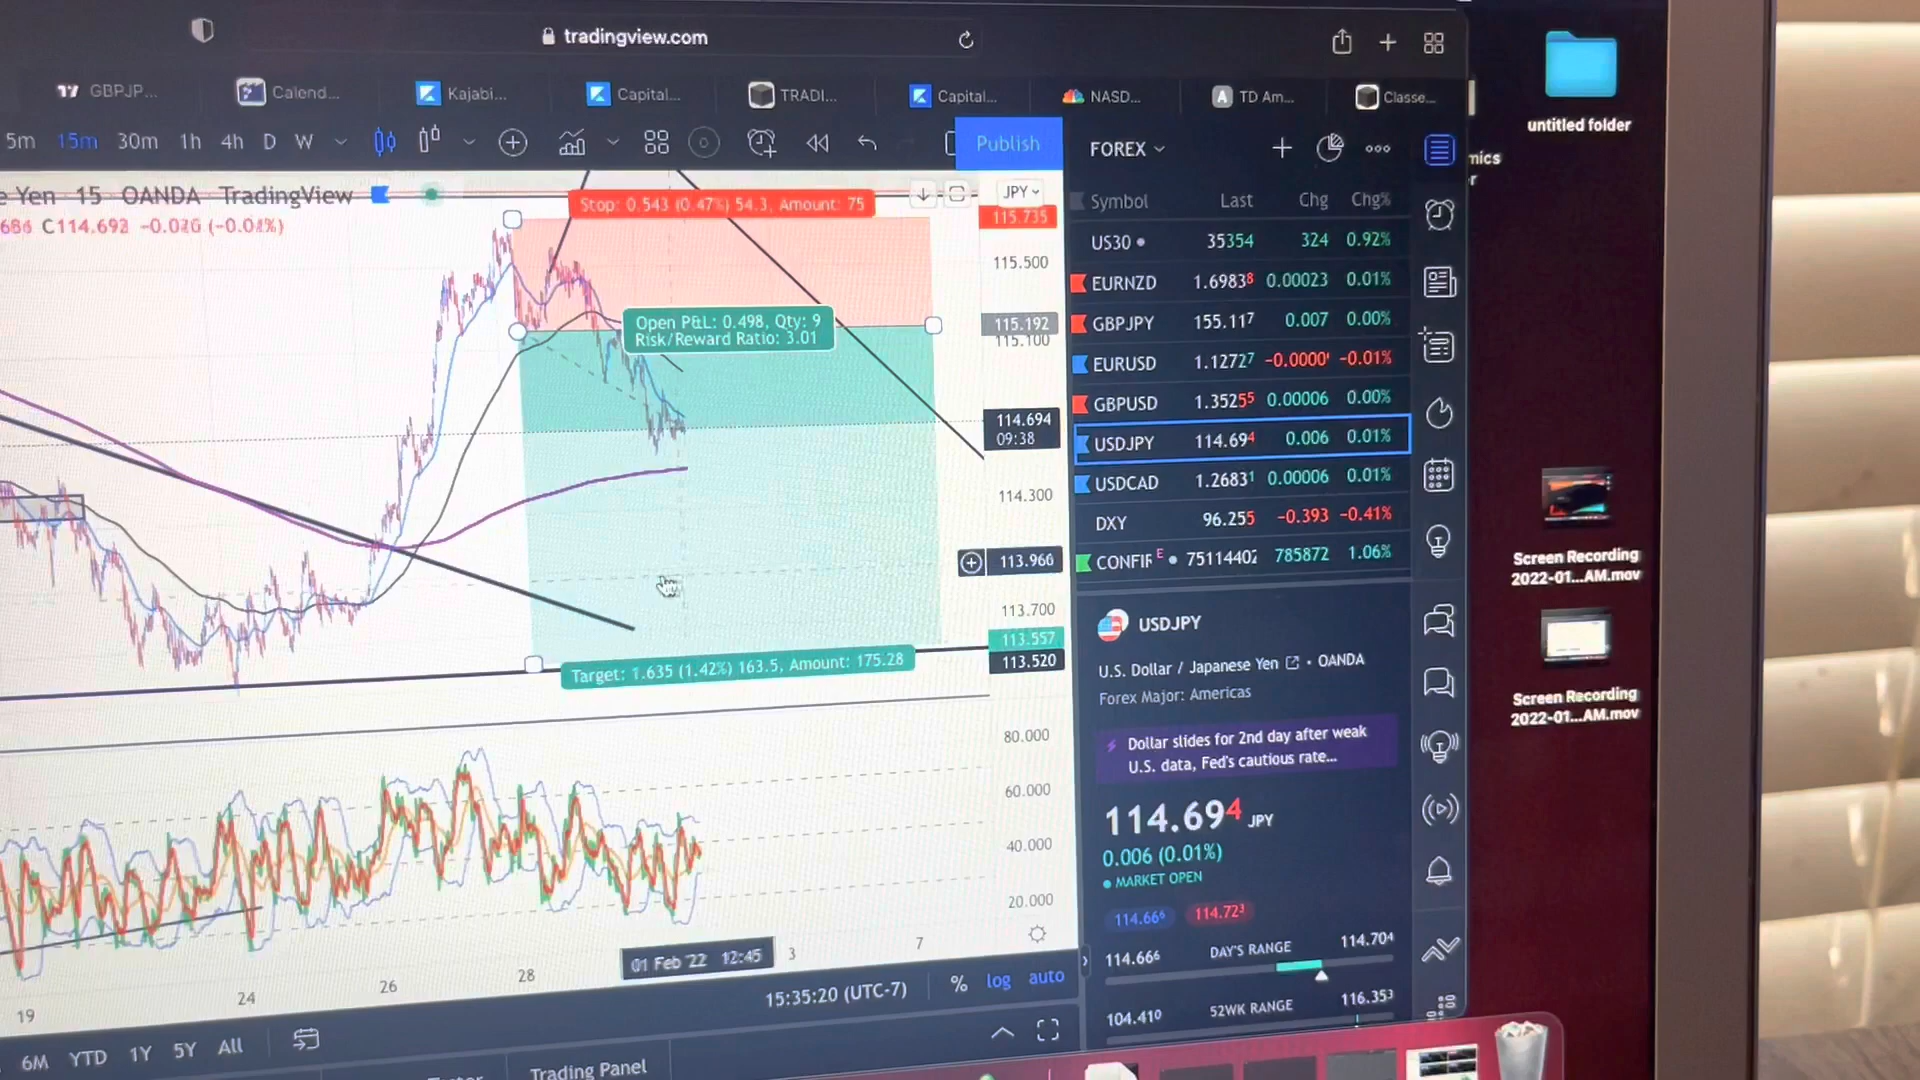 tradingview.com
GBPJP...
Calend...
Kajabi...
Capital...
TRADI...
Capital...
NASD...
TD Am...
Classe...
untitled folder
5m 15m 30m 1h 4h D W
Publish
FOREX
mics
r
e Yen 15 OANDA TradingView
C114.692
Stop: 0.543 (0.47%) 54.3, Amount: 75
JPY
115.735
115.500
Open P&L: 0.498, Qty: 9
Risk/Reward Ratio: 3.01
115.192
115.100
114.694
09:38
114.300
113.966
113.700
113.557
113.520
Target: 1.635 (1.42%) 163.5, Amount: 175.28
80.000
60.000
40.000
20.000
19 24 26 28 01 Feb '22 12:45 3 7
15:35:20 (UTC-7) % log auto
6M YTD 1Y 5Y All
Trading Panel
Symbol Last Chg Chg%
US30 35354 324 0.92%
EURNZD 1.69838 0.00023 0.01%
GBPJPY 155.117 0.007 0.00%
EURUSD 1.12727 -0.0000 -0.01%
GBPUSD 1.35255 0.00006 0.00%
USDJPY 114.694 0.006 0.01%
USDCAD 1.26831 0.00006 0.01%
DXY 96.255 -0.393 -0.41%
CONFIR E 75114402 785872 1.06%
USDJPY
U.S. Dollar / Japanese Yen • OANDA
Forex Major: Americas
Dollar slides for 2nd day after weak
U.S. data, Fed's cautious rate...
114.694 JPY
0.006 (0.01%)
MARKET OPEN
114.666 114.723
114.666 DAY'S RANGE 114.704
104.410 52WK RANGE 116.353
Screen Recording
2022-01...AM.mov
Screen Recording
2022-01...AM.mov